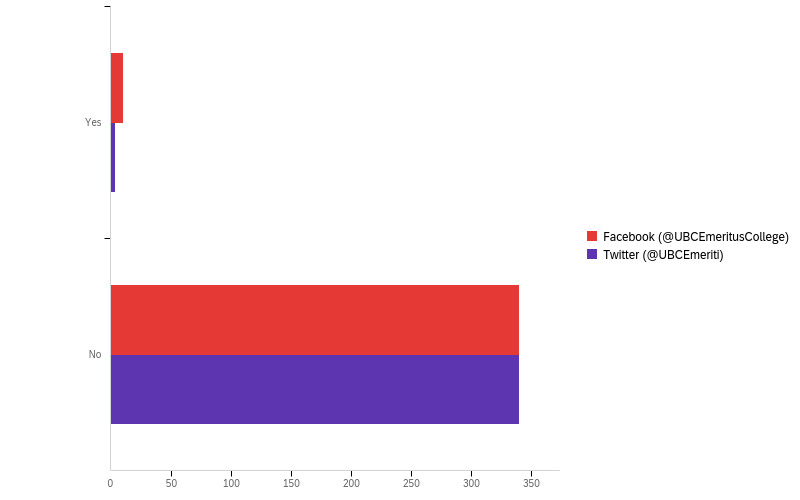 Yes
Facebook (@UBCEmeritusCollege)
Twitter (@UBCEmeriti)
No
0 50 100 150 200 250 300 350